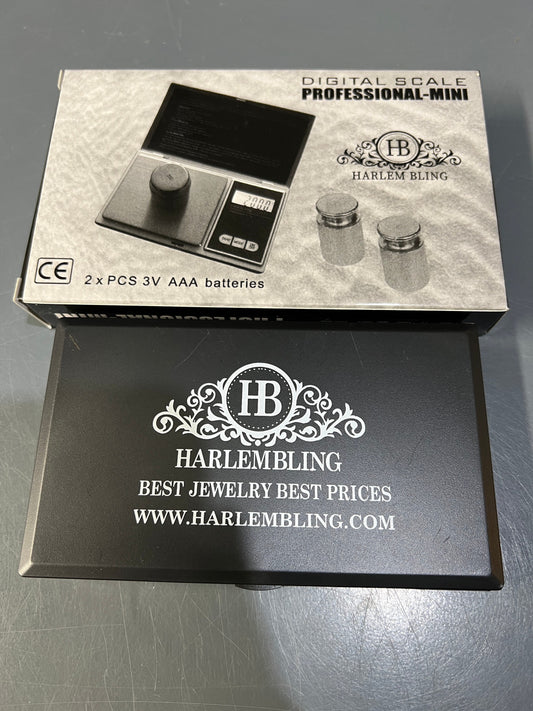 DIGITAL SCALE
PROFESSIONAL-MINI
HB
HARLEM BLING
2000
CE
2 x PCS 3V AAA batteries
HB
HARLEMBLING
BEST JEWELRY BEST PRICES
WWW.HARLEMBLING.COM